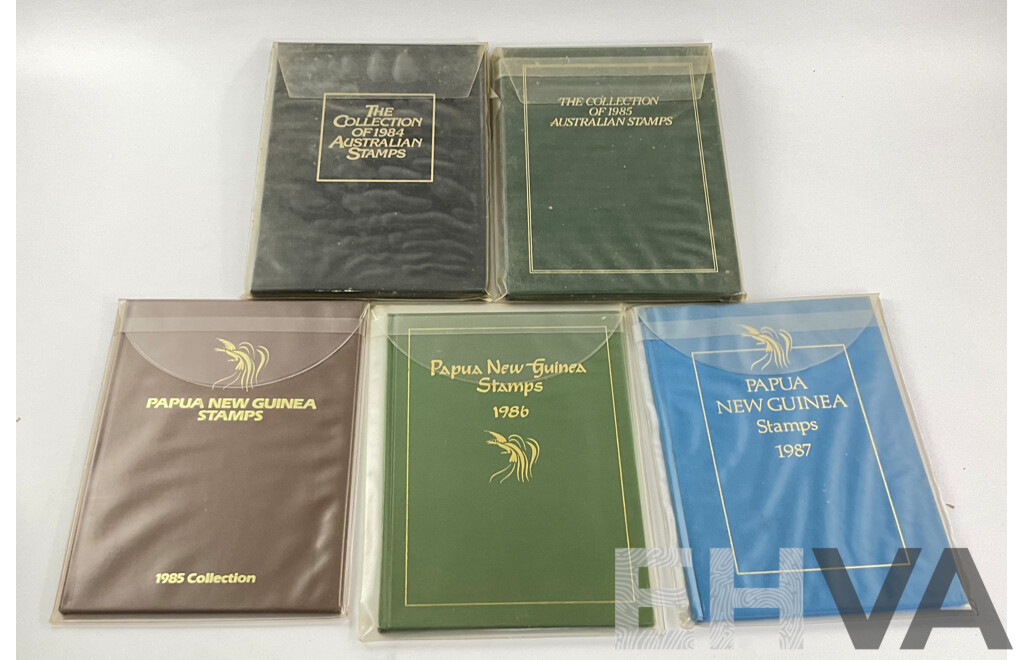 THE
COLLECTION
OF 1984
AUSTRALIAN
STAMPS
THE COLLECTION
OF 1985
AUSTRALIAN STAMPS
PAPUA NEW GUINEA
STAMPS
1985 Collection
Papua New Guinea
Stamps
1986
PAPUA
NEW GUINEA
Stamps
1987
EHVA